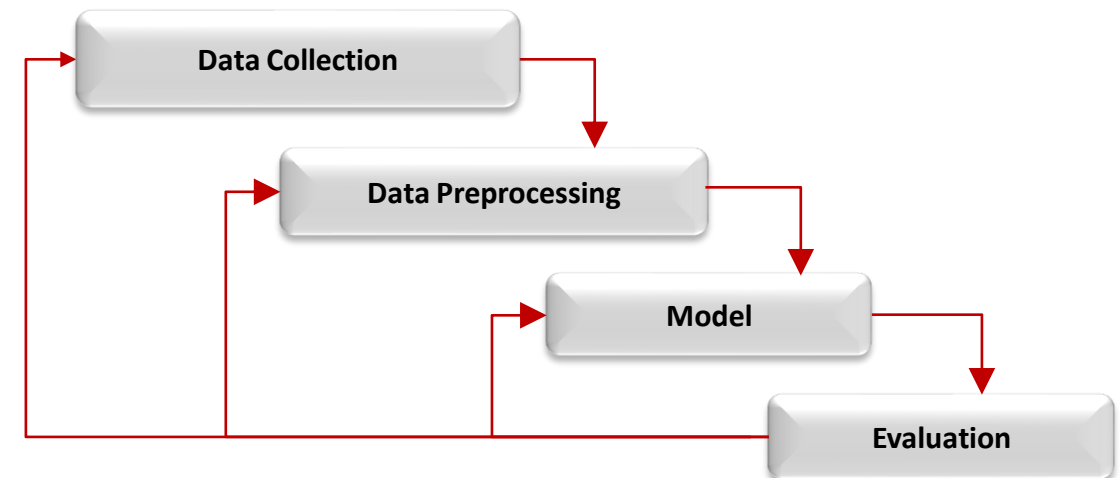 Data Collection
Data Preprocessing
Model
Evaluation